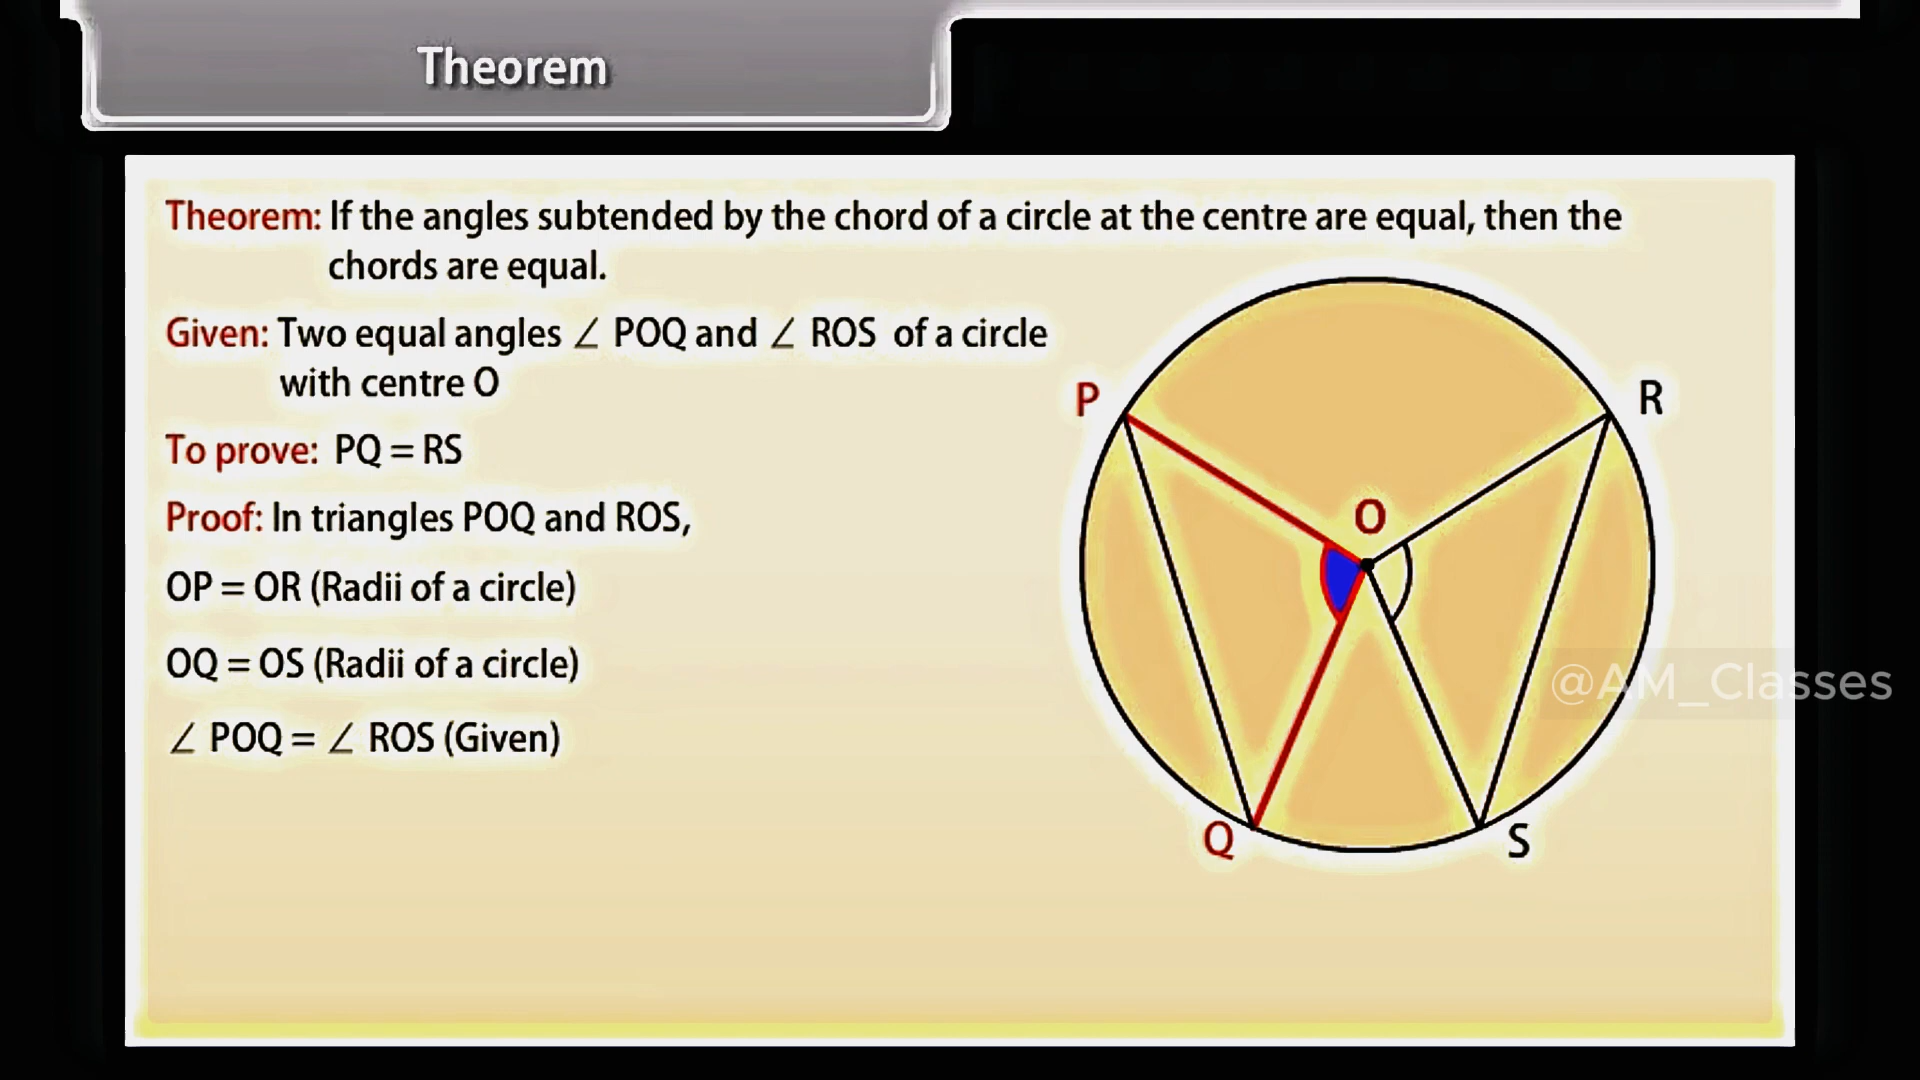 Theorem
Theorem: If the angles subtended by the chord of a circle at the centre are equal, then the
chords are equal.
Given: Two equal angles ∠ POQ and ∠ ROS of a circle
with centre O
To prove: PQ = RS
Proof: In triangles POQ and ROS,
OP = OR (Radii of a circle)
OQ = OS (Radii of a circle)
∠ POQ = ∠ ROS (Given)
P
R
O
Q
S
@AM_Classes